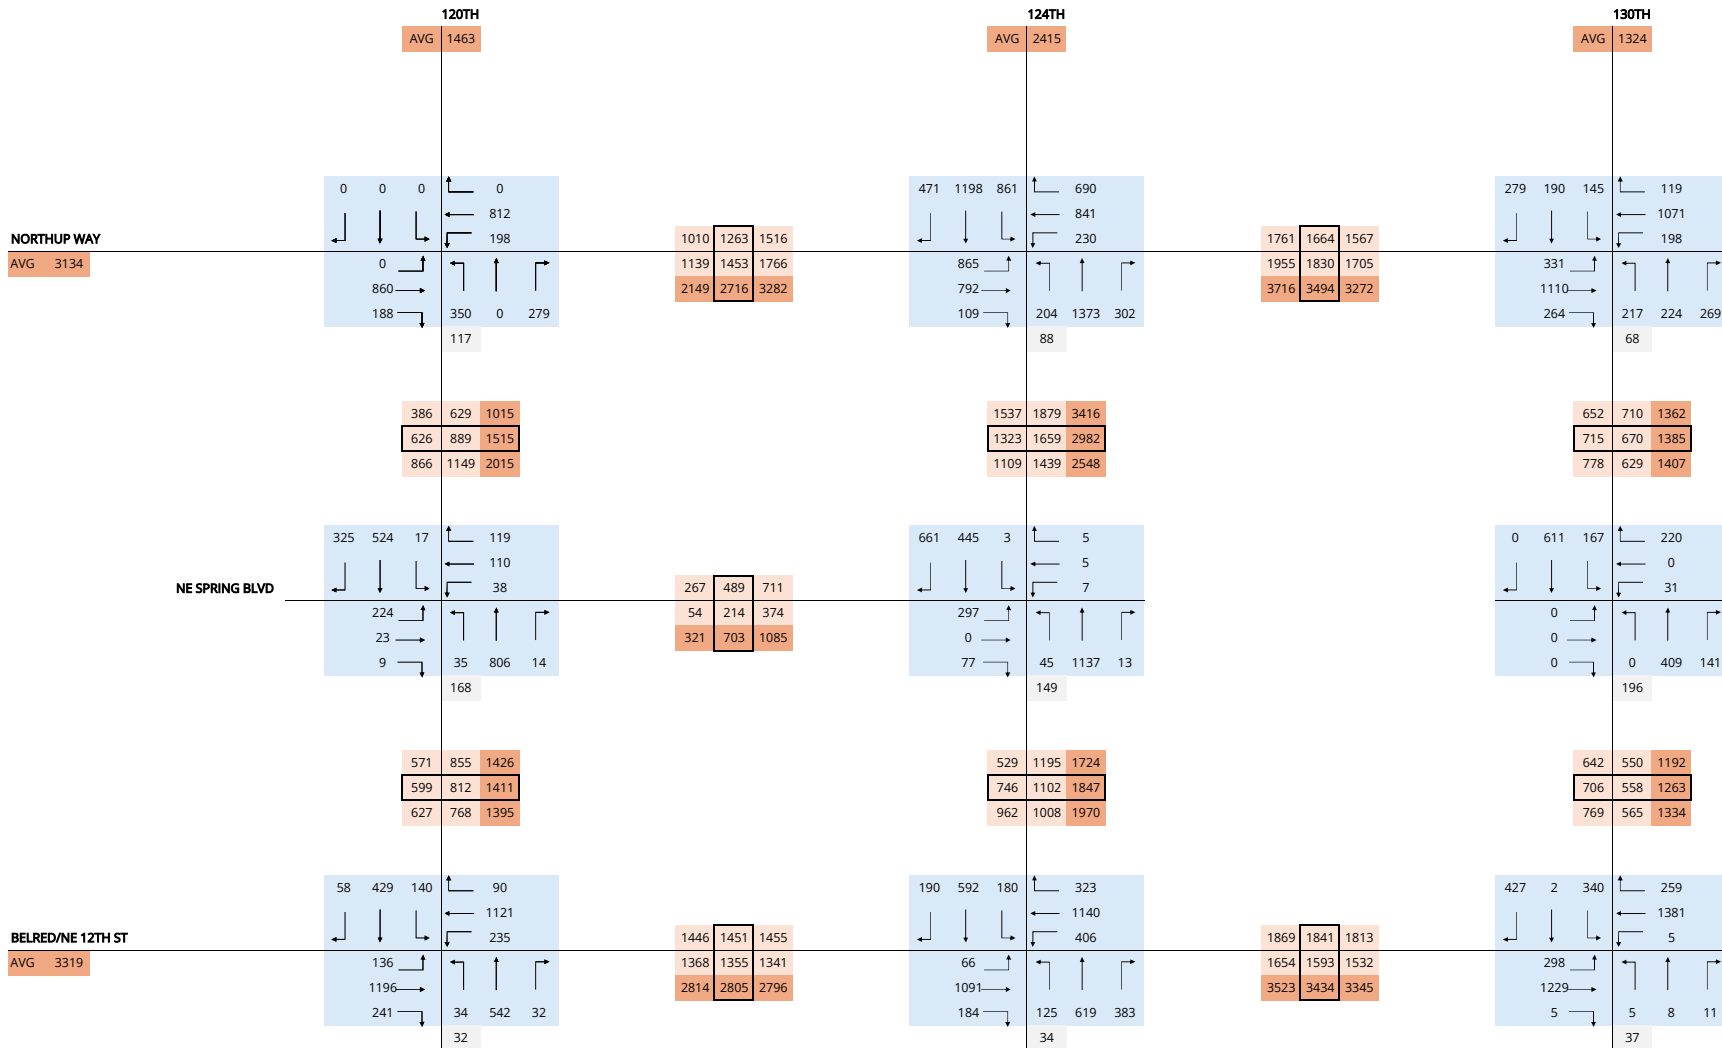 120TH 124TH 130TH
AVG 1463 AVG 2415 AVG 1324
0 0 0 0 471 1198 861 690 279 190 145 119
812 841 1071
NORTHUP WAY 198 1010 1263 1516 230 1761 1664 1567 198
AVG 3134 0 1139 1453 1766 865 1955 1830 1705 331
860 2149 2716 3282 792 3716 3494 3272 1110
188 350 0 279 109 204 1373 302 264 217 224 269
117 88 68
386 629 1015 1537 1879 3416 652 710 1362
626 889 1515 1323 1659 2982 715 670 1385
866 1149 2015 1109 1439 2548 778 629 1407
325 524 17 119 661 445 3 5 0 611 167 220
110 5 0
NE SPRING BLVD 38 267 489 711 7 31
224 54 214 374 297 0
23 321 703 1085 0 0
9 35 806 14 77 45 1137 13 0 0 409 141
168 149 196
571 855 1426 529 1195 1724 642 550 1192
599 812 1411 746 1102 1847 706 558 1263
627 768 1395 962 1008 1970 769 565 1334
58 429 140 90 190 592 180 323 427 2 340 259
1121 1140 1381
BELRED/NE 12TH ST 235 1446 1451 1455 406 1869 1841 1813 5
AVG 3319 136 1368 1355 1341 66 1654 1593 1532 298
1196 2814 2805 2796 1091 3523 3434 3345 1229
241 34 542 32 184 125 619 383 5 5 8 11
32 34 37